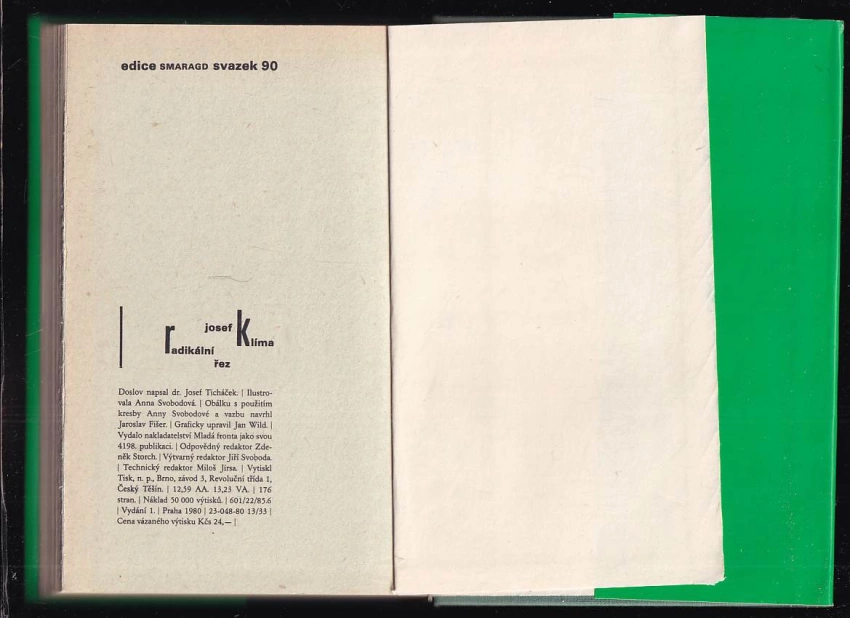 edice SMARAGD svazek 90
josef Klíma
radikální
řez
Doslov napsal dr. Josef Ticháček. | Ilustro-
vala Anna Svobodová. | Obálku s použitím
kresby Anny Svobodové a vazbu navrhl
Jaroslav Fišer. | Graficky upravil Jan Wild. |
Vydalo nakladatelství Mladá fronta jako svou
4198. publikaci. | Odpovědný redaktor Zde-
něk Storch. | Výtvarný redaktor Jiří Svoboda.
| Technický redaktor Miloš Jirsa. | Vytiskl
Tisk, n. p., Brno, závod 3, Revoluční třída 1,
Český Těšín. | 12,59 AA. 13,23 VA. | 176
stran. | Náklad 50 000 výtisků. | 601/22/85.6
| Vydání 1. | Praha 1980 | 23-048-80 13/33 |
Cena vázaného výtisku Kčs 24,— |